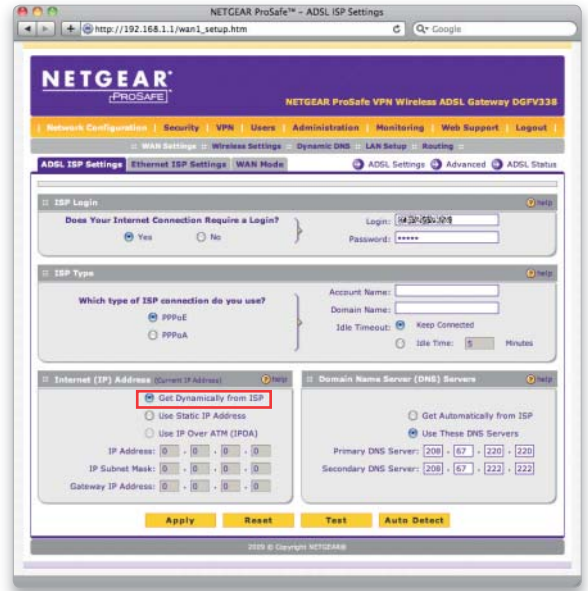 NETGEAR ProSafe™ - ADSL ISP Settings
http://192.168.1.1/wan1_setup.htm
Google
NETGEAR®
PROSAFE
NETGEAR ProSafe VPN Wireless ADSL Gateway DGFV338
Network Configuration | Security | VPN | Users | Administration | Monitoring | Web Support | Logout
:: WAN Settings :: Wireless Settings :: Dynamic DNS :: LAN Setup :: Routing ::
ADSL ISP Settings Ethernet ISP Settings WAN Mode ADSL Settings Advanced ADSL Status
:: ISP Login help
Does Your Internet Connection Require a Login?
Yes No
Login:
Password: •••••
:: ISP Type help
Which type of ISP connection do you use?
PPPoE
PPPoA
Account Name:
Domain Name:
Idle Timeout: Keep Connected
Idle Time: 5 Minutes
:: Internet (IP) Address (Current IP Address) help
Get Dynamically from ISP
Use Static IP Address
Use IP Over ATM (IPOA)
IP Address: 0 . 0 . 0 . 0
IP Subnet Mask: 0 . 0 . 0 . 0
Gateway IP Address: 0 . 0 . 0 . 0
:: Domain Name Server (DNS) Servers help
Get Automatically from ISP
Use These DNS Servers
Primary DNS Server: 208 . 67 . 220 . 220
Secondary DNS Server: 208 . 67 . 222 . 222
Apply Reset Test Auto Detect
© Copyright NETGEAR®